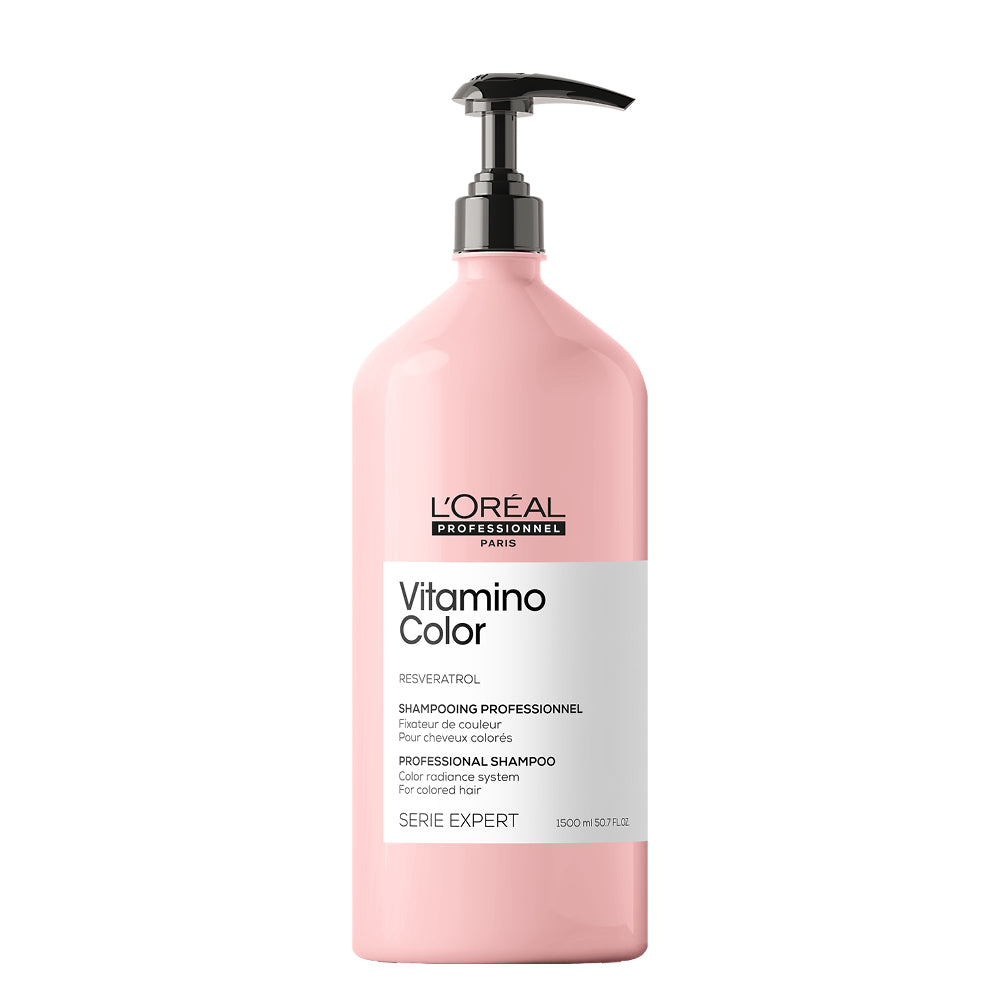 L'ORÉAL
PROFESSIONNEL
PARIS
Vitamino
Color
RESVERATROL
SHAMPOOING PROFESSIONNEL
Fixateur de couleur
Pour cheveux colorés
PROFESSIONAL SHAMPOO
Color radiance system
For colored hair
SERIE EXPERT 1500 ml 50.7 FL.OZ.